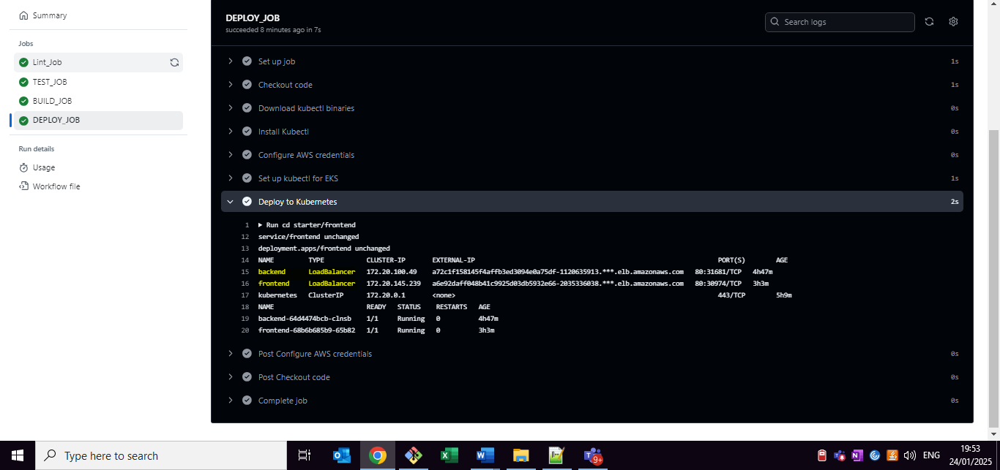 Summary
Jobs
Lint_Job
TEST_JOB
BUILD_JOB
DEPLOY_JOB
Run details
Usage
Workflow file
DEPLOY_JOB
succeeded 8 minutes ago in 7s
Search logs
Set up job 1s
Checkout code 1s
Download kubectl binaries 0s
Install Kubectl 0s
Configure AWS credentials 0s
Set up kubectl for EKS 1s
Deploy to Kubernetes 2s
1 Run cd starter/frontend
12 service/frontend unchanged
13 deployment.apps/frontend unchanged
14 NAME TYPE CLUSTER-IP EXTERNAL-IP PORT(S) AGE
15 backend LoadBalancer 172.20.100.49 a72c1f158145f4affb3ed3094e0a75df-1120635913.***.elb.amazonaws.com 80:31681/TCP 4h47m
16 frontend LoadBalancer 172.20.145.239 a6e92daff048b41c9925d03db5932e66-2035336038.***.elb.amazonaws.com 80:30974/TCP 3h3m
17 kubernetes ClusterIP 172.20.0.1 <none> 443/TCP 5h9m
18 NAME READY STATUS RESTARTS AGE
19 backend-64d4474bcb-clnsb 1/1 Running 0 4h47m
20 frontend-68b6b685b9-65b82 1/1 Running 0 3h3m
Post Configure AWS credentials 0s
Post Checkout code 0s
Complete job 0s
Type here to search
9+
ENG
19:53
24/01/2025